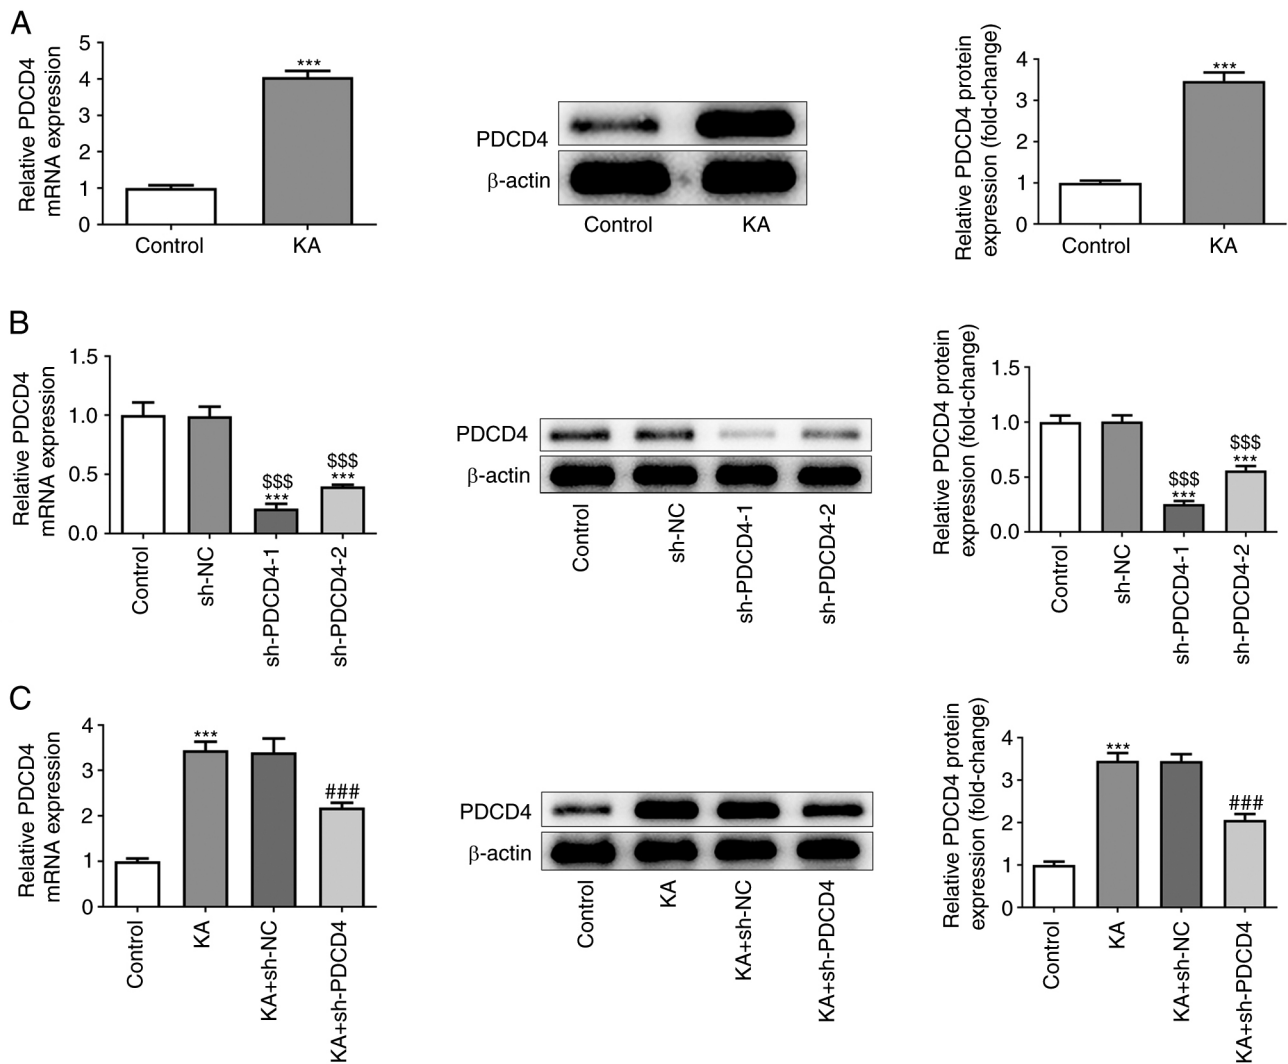 A
Relative PDCD4
mRNA expression
5
4
3
2
1
0
***
Control
KA
PDCD4
β-actin
Control
KA
Relative PDCD4 protein
expression (fold-change)
4
3
2
1
0
***
Control
KA
B
Relative PDCD4
mRNA expression
1.5
1.0
0.5
0.0
$$$
***
$$$
***
Control
sh-NC
sh-PDCD4-1
sh-PDCD4-2
PDCD4
β-actin
Control
sh-NC
sh-PDCD4-1
sh-PDCD4-2
Relative PDCD4 protein
expression (fold-change)
1.5
1.0
0.5
0.0
$$$
***
$$$
***
Control
sh-NC
sh-PDCD4-1
sh-PDCD4-2
C
Relative PDCD4
mRNA expression
4
3
2
1
0
***
###
Control
KA
KA+sh-NC
KA+sh-PDCD4
PDCD4
β-actin
Control
KA
KA+sh-NC
KA+sh-PDCD4
Relative PDCD4 protein
expression (fold-change)
4
3
2
1
0
***
###
Control
KA
KA+sh-NC
KA+sh-PDCD4